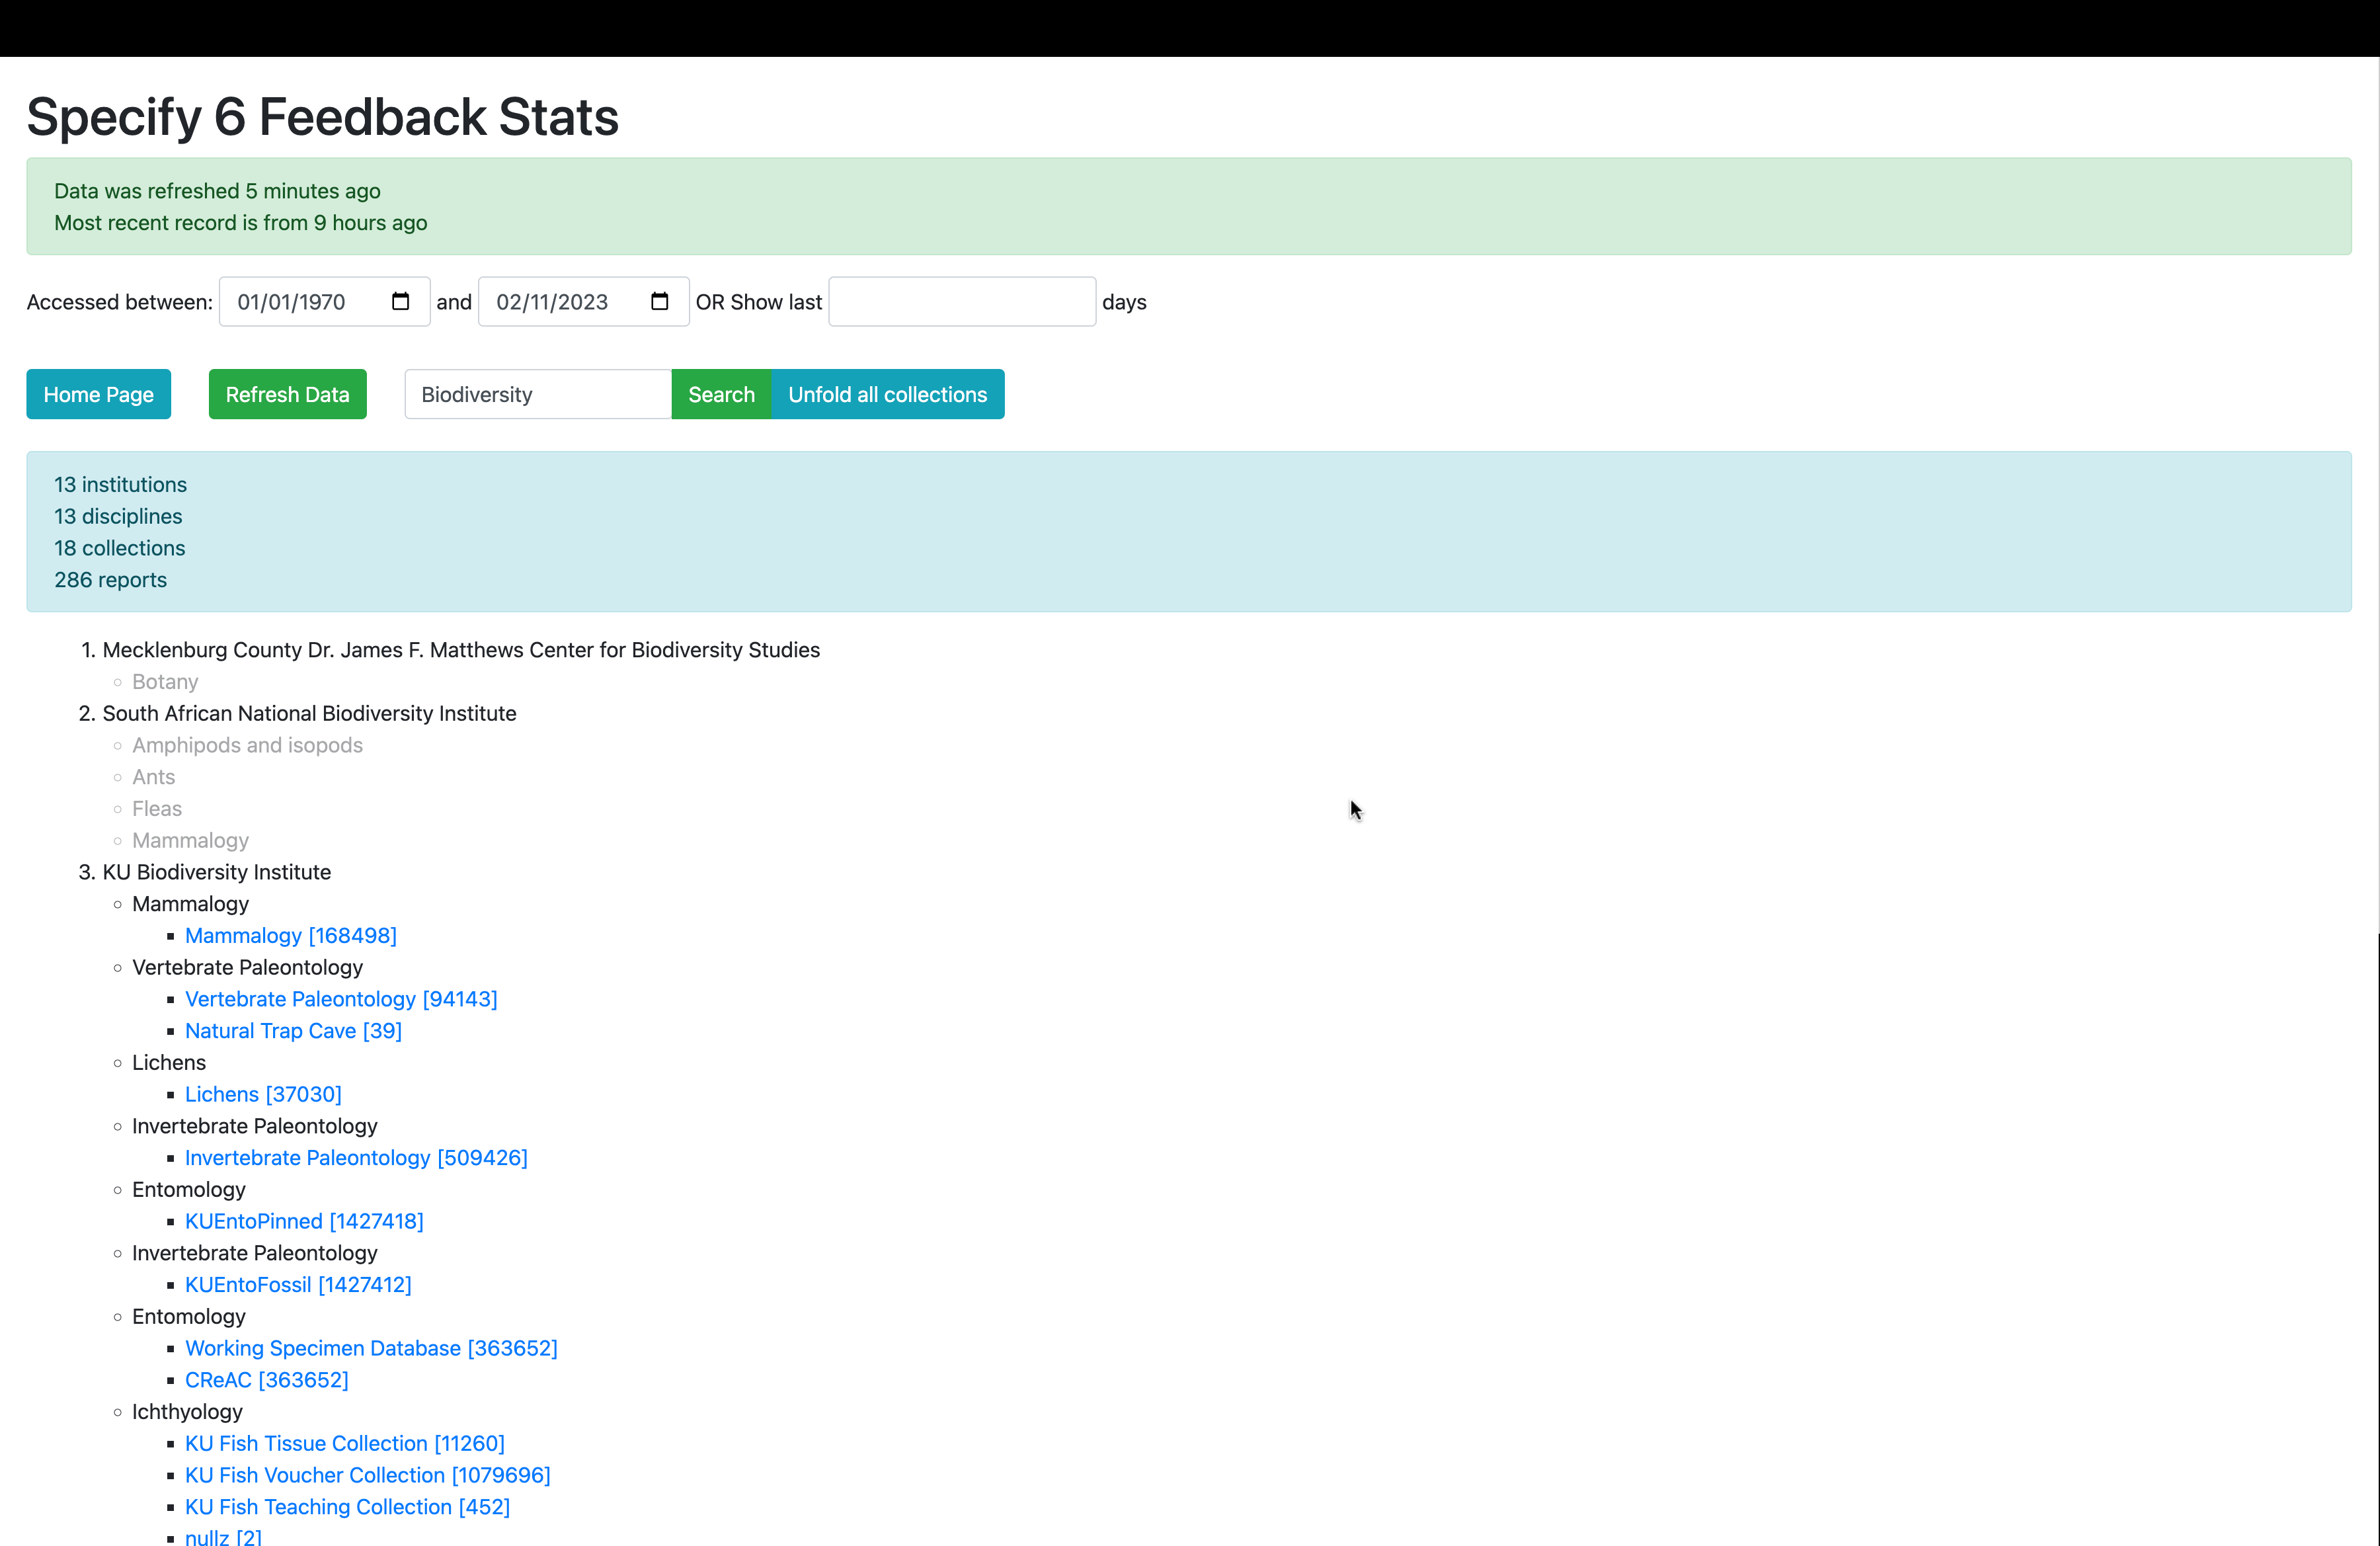 Specify 6 Feedback Stats
Data was refreshed 5 minutes ago
Most recent record is from 9 hours ago
Accessed between: 01/01/1970 and 02/11/2023 OR Show last days
Home Page Refresh Data Biodiversity Search Unfold all collections
13 institutions
13 disciplines
18 collections
286 reports
1. Mecklenburg County Dr. James F. Matthews Center for Biodiversity Studies
Botany
2. South African National Biodiversity Institute
Amphipods and isopods
Ants
Fleas
Mammalogy
3. KU Biodiversity Institute
Mammalogy
Mammalogy [168498]
Vertebrate Paleontology
Vertebrate Paleontology [94143]
Natural Trap Cave [39]
Lichens
Lichens [37030]
Invertebrate Paleontology
Invertebrate Paleontology [509426]
Entomology
KUEntoPinned [1427418]
Invertebrate Paleontology
KUEntoFossil [1427412]
Entomology
Working Specimen Database [363652]
CReAC [363652]
Ichthyology
KU Fish Tissue Collection [11260]
KU Fish Voucher Collection [1079696]
KU Fish Teaching Collection [452]
nullz [2]